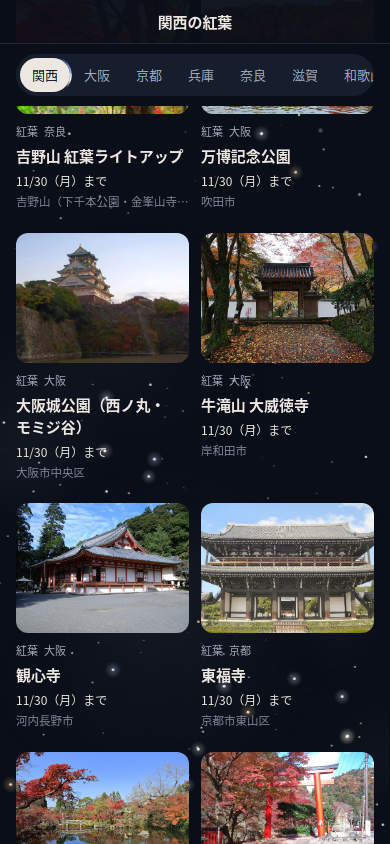 関西の紅葉
関西 大阪 京都 兵庫 奈良 滋賀
紅葉 奈良
吉野山 紅葉ライトアップ
11/30（月）まで
吉野山（下千本公園・金峯山寺…
紅葉 大阪
万博記念公園
11/30（月）まで
吹田市
紅葉 大阪
大阪城公園（西ノ丸・
モミジ谷）
11/30（月）まで
大阪市中央区
紅葉 大阪
牛滝山 大威徳寺
11/30（月）まで
岸和田市
紅葉 大阪
観心寺
11/30（月）まで
河内長野市
紅葉 京都
東福寺
11/30（月）まで
京都市東山区